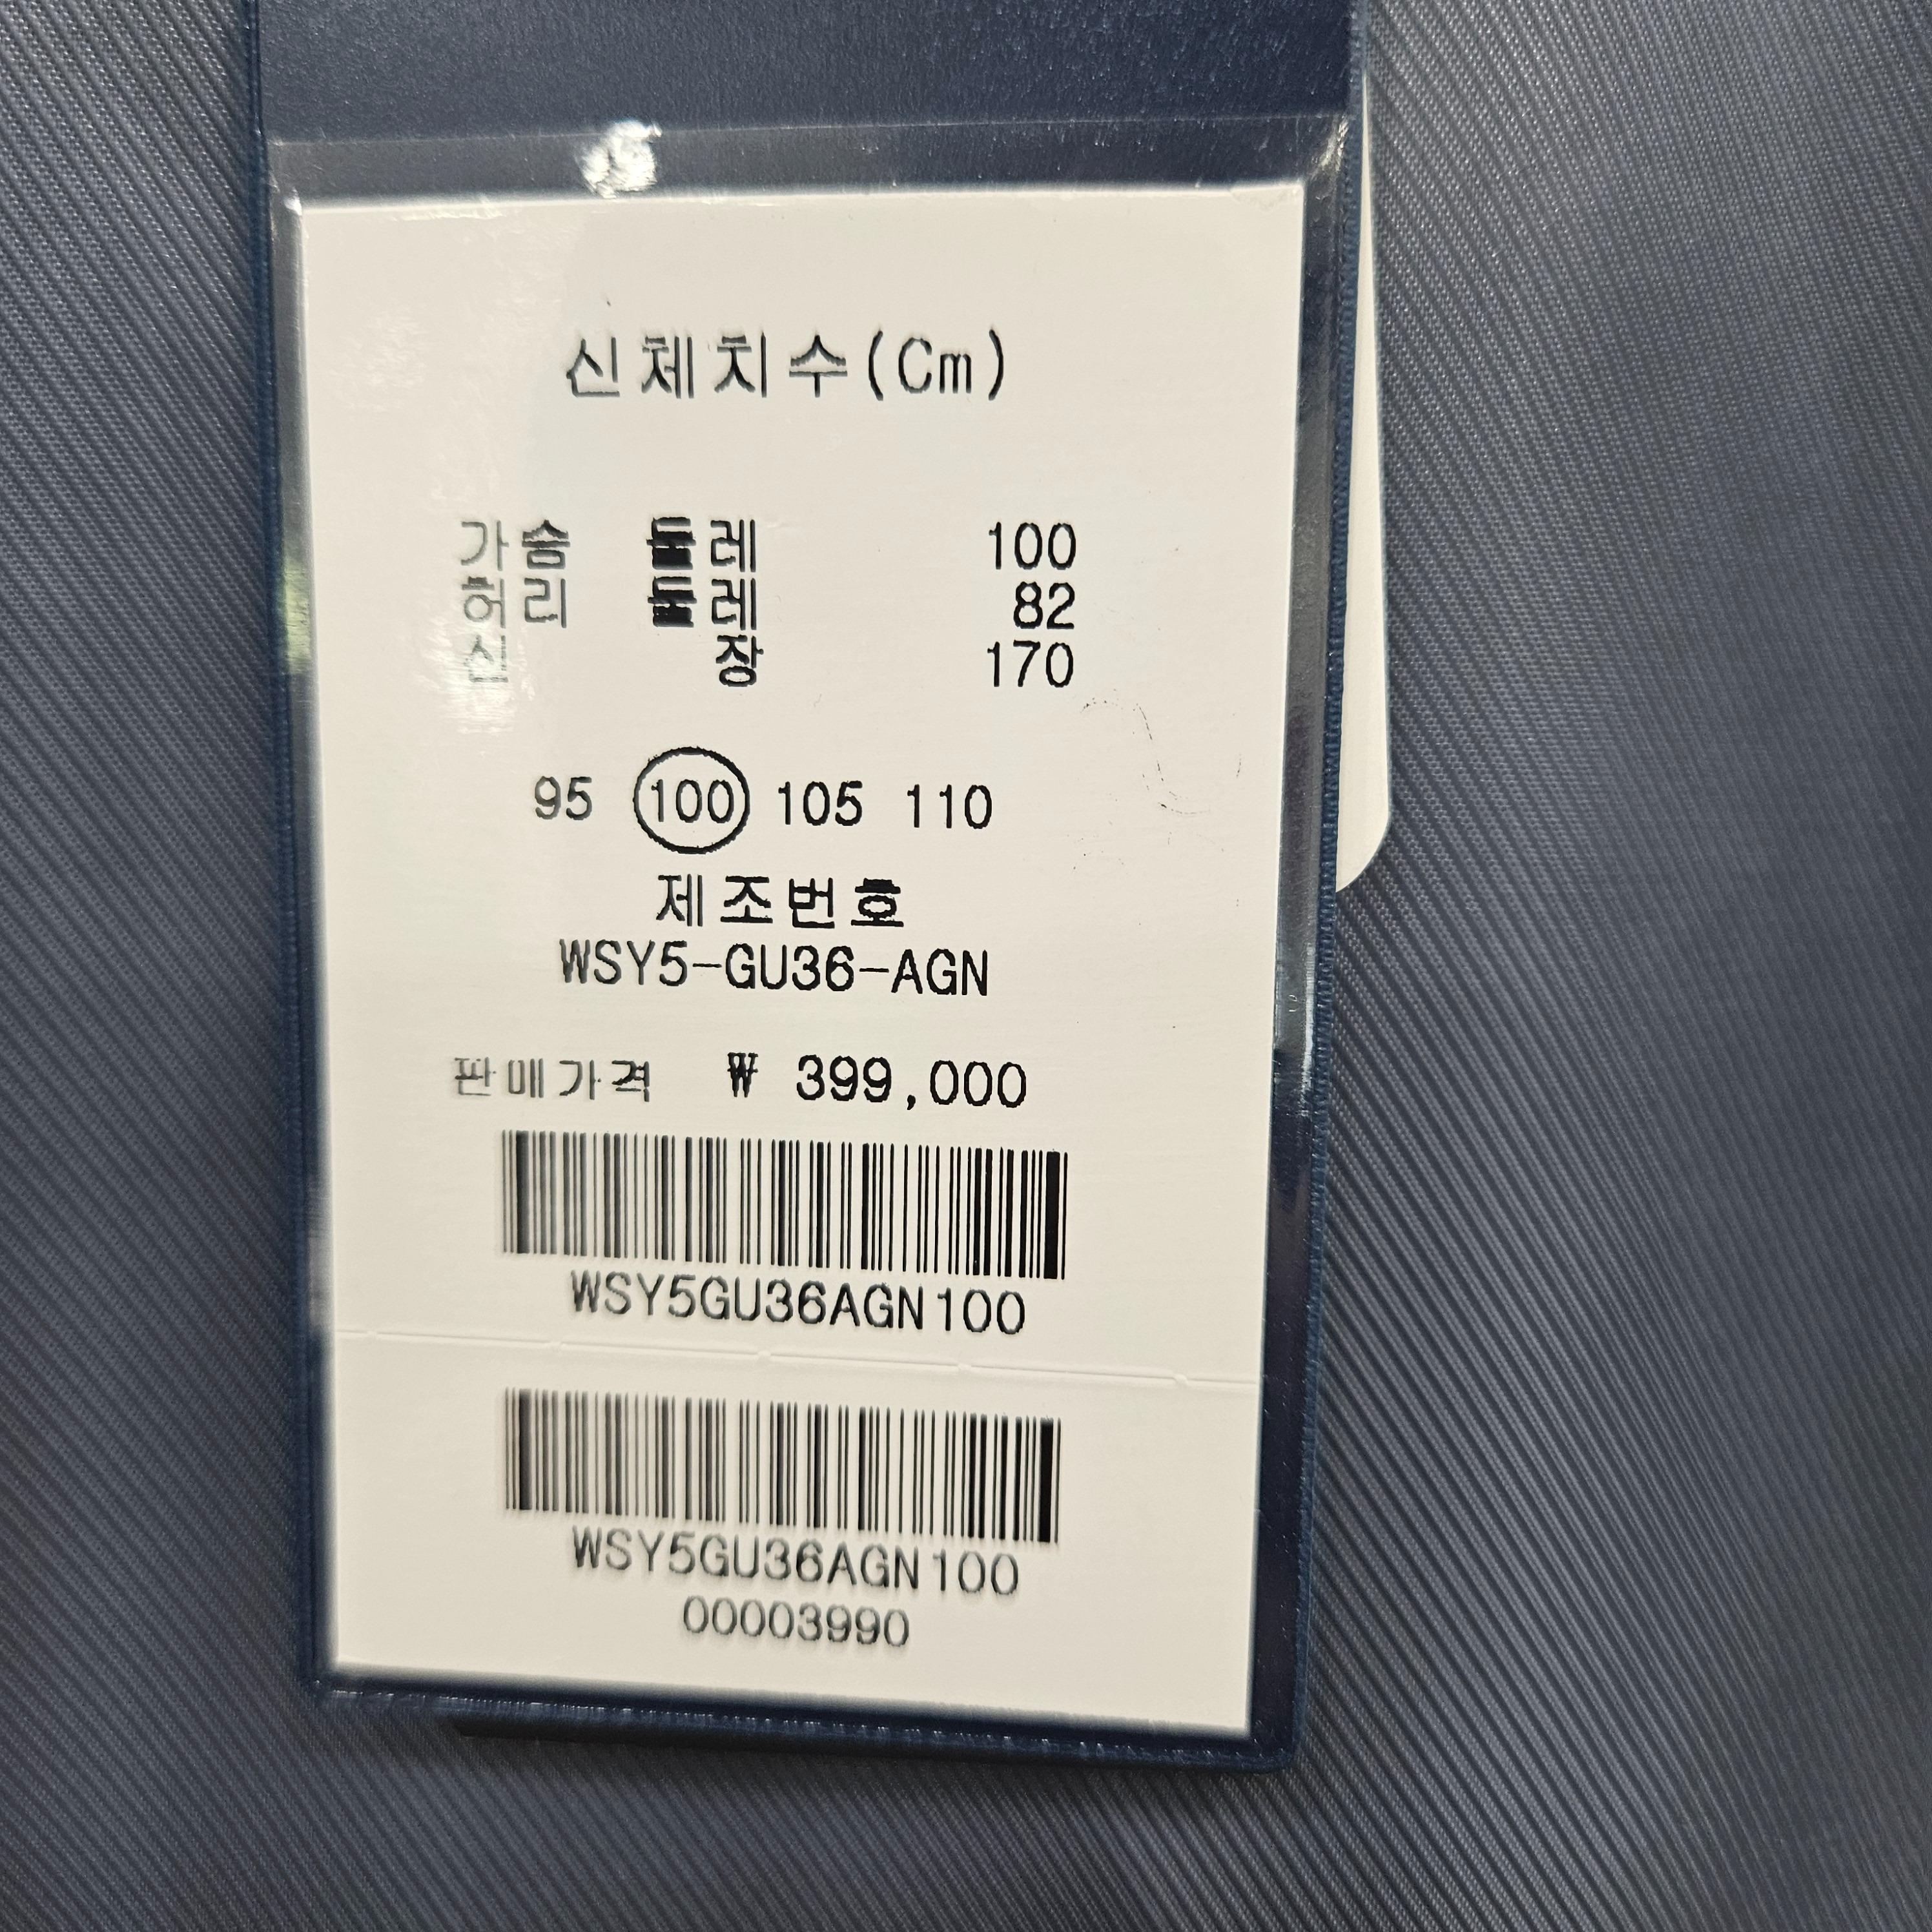 신체치수(Cm)
가슴 둘레 100
허리 둘레 82
신 장 170
95 100 105 110
제조번호
WSY5-GU36-AGN
판매가격 ₩ 399,000
WSY5GU36AGN100
WSY5GU36AGN100
00003990